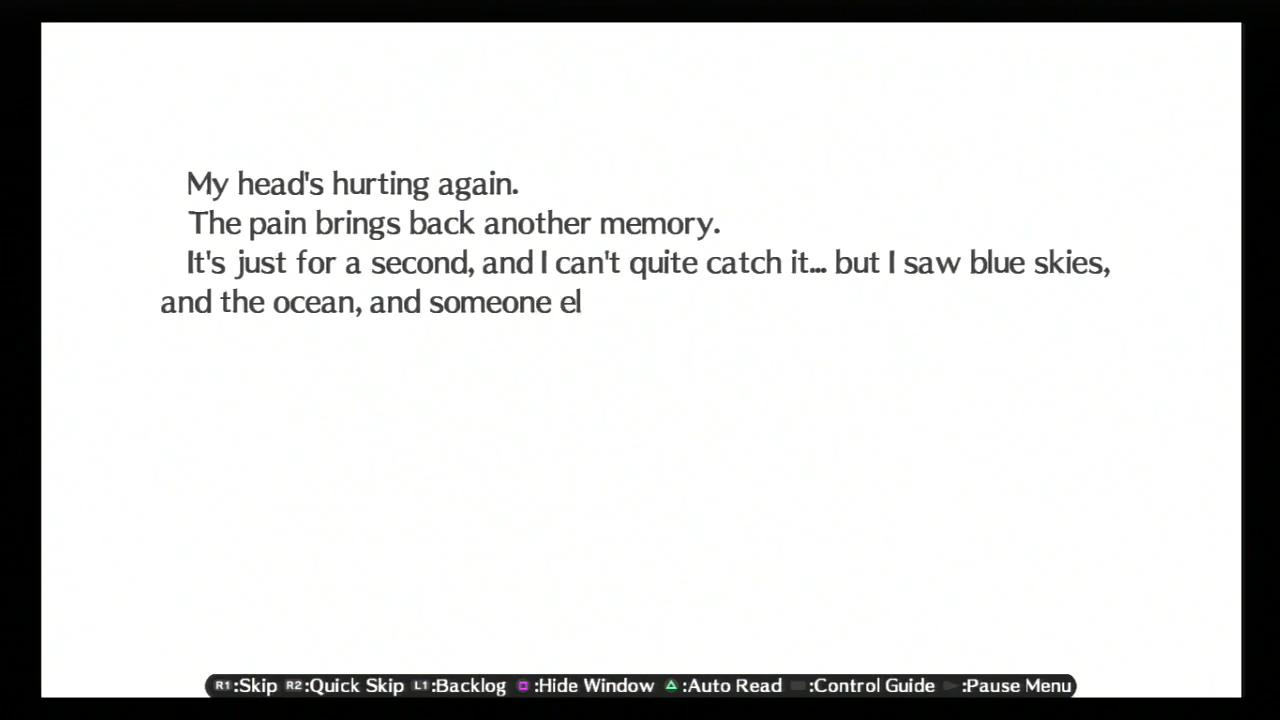 My head's hurting again.
The pain brings back another memory.
It's just for a second, and I can't quite catch it... but I saw blue skies,
and the ocean, and someone el
R1:Skip R2:Quick Skip L1:Backlog :Hide Window :Auto Read :Control Guide :Pause Menu